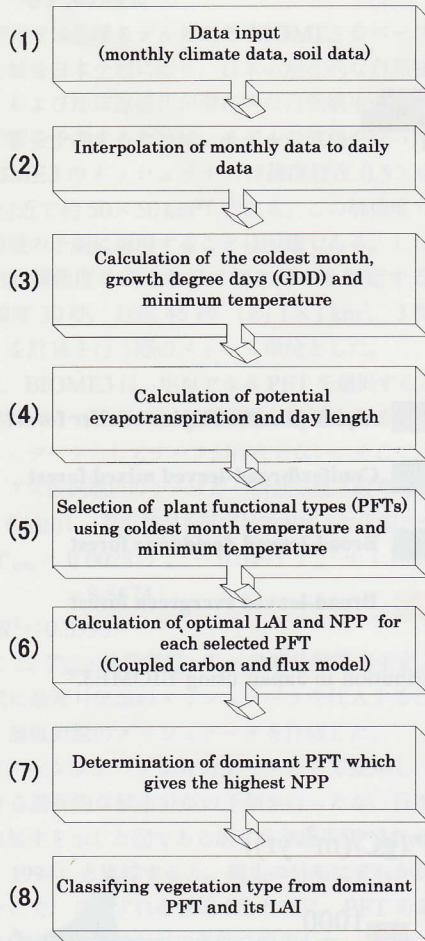 (1)
Data input
(monthly climate data, soil data)
(2)
Interpolation of monthly data to daily
data
(3)
Calculation of the coldest month,
growth degree days (GDD) and
minimum temperature
(4)
Calculation of potential
evapotranspiration and day length
(5)
Selection of plant functional types (PFTs)
using coldest month temperature and
minimum temperature
(6)
Calculation of optimal LAI and NPP for
each selected PFT
(Coupled carbon and flux model)
(7)
Determination of dominant PFT which
gives the highest NPP
(8)
Classifying vegetation type from dominant
PFT and its LAI